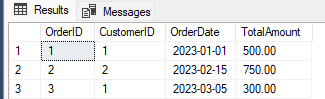 Results Messages
OrderID CustomerID OrderDate TotalAmount
1 1 1 2023-01-01 500.00
2 2 2 2023-02-15 750.00
3 3 1 2023-03-05 300.00